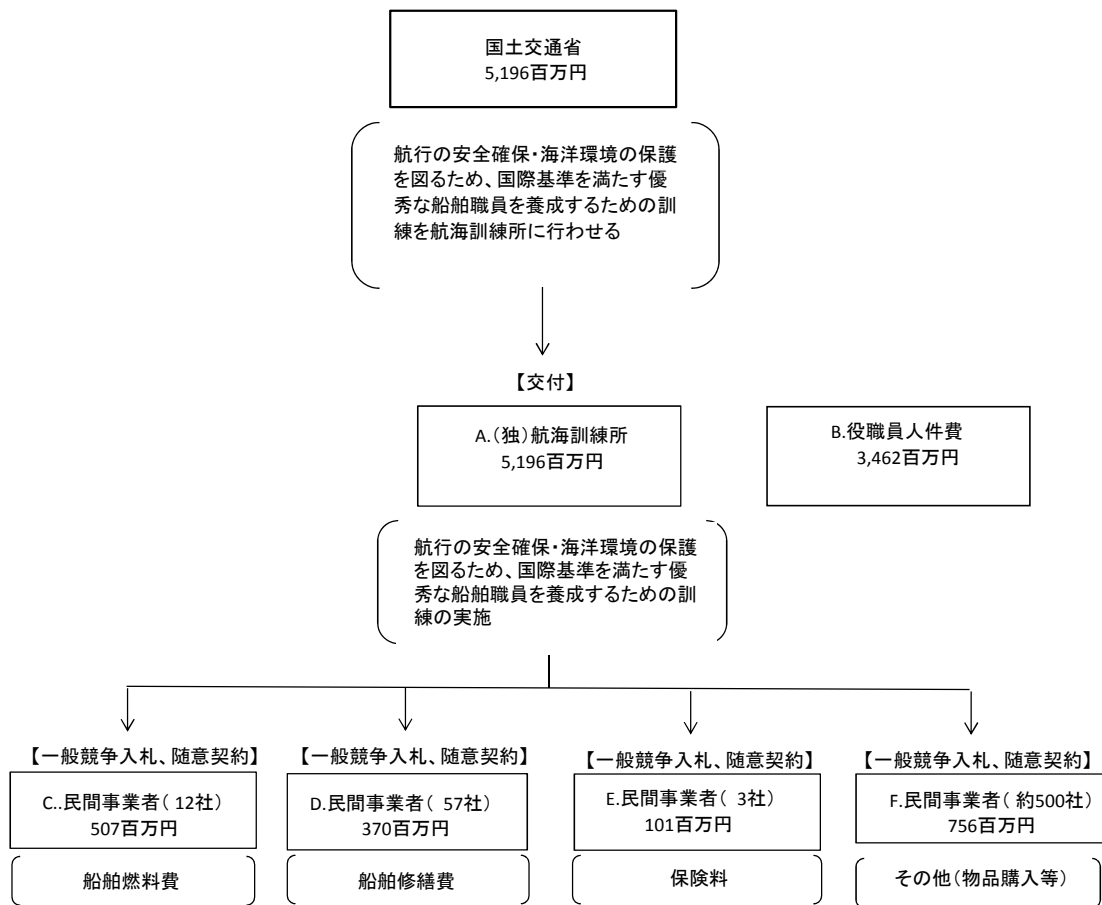 国土交通省
5,196百万円
航行の安全確保・海洋環境の保護
を図るため、国際基準を満たす優
秀な船舶職員を養成するための訓
練を航海訓練所に行わせる
【交付】
A.(独)航海訓練所
5,196百万円
B.役職員人件費
3,462百万円
航行の安全確保・海洋環境の保護
を図るため、国際基準を満たす優
秀な船舶職員を養成するための訓
練の実施
【一般競争入札、随意契約】
C..民間事業者( 12社)
507百万円
船舶燃料費
【一般競争入札、随意契約】
D.民間事業者( 57社)
370百万円
船舶修繕費
【一般競争入札、随意契約】
E.民間事業者( 3社)
101百万円
保険料
【一般競争入札、随意契約】
F.民間事業者( 約500社)
756百万円
その他(物品購入等)